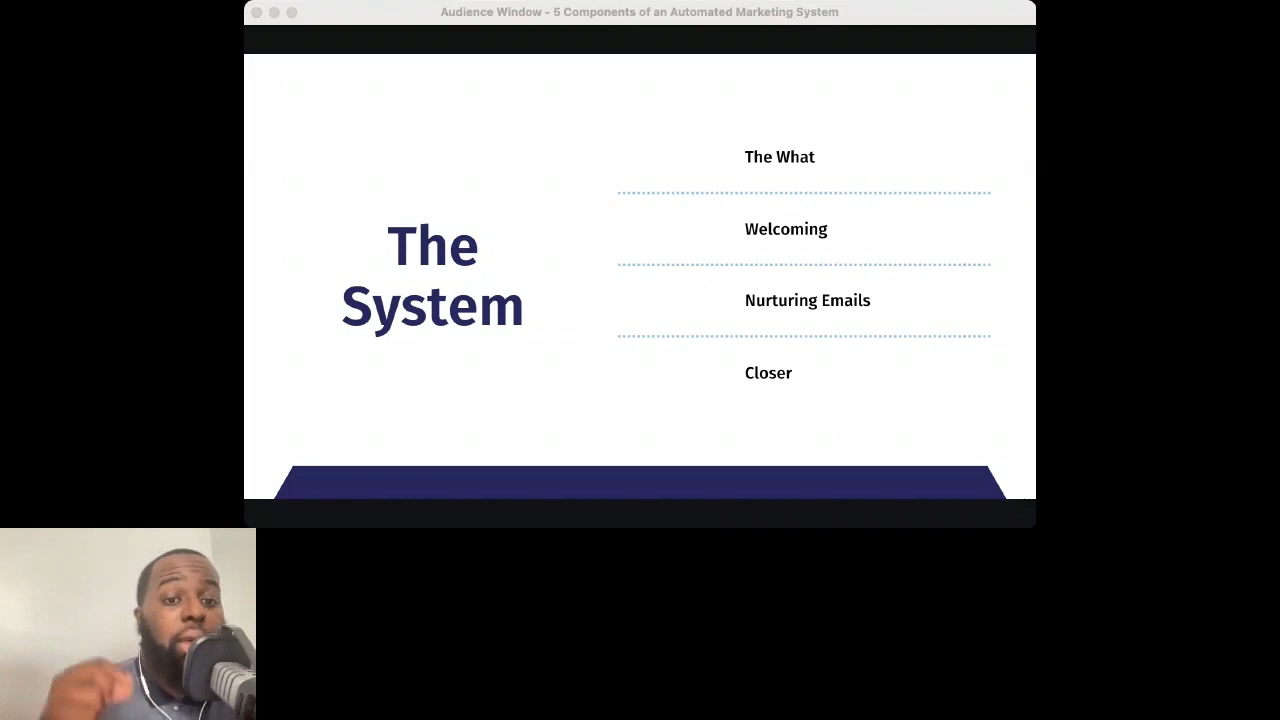 Audience Window - 5 Components of an Automated Marketing System
The
System
The What
Welcoming
Nurturing Emails
Closer